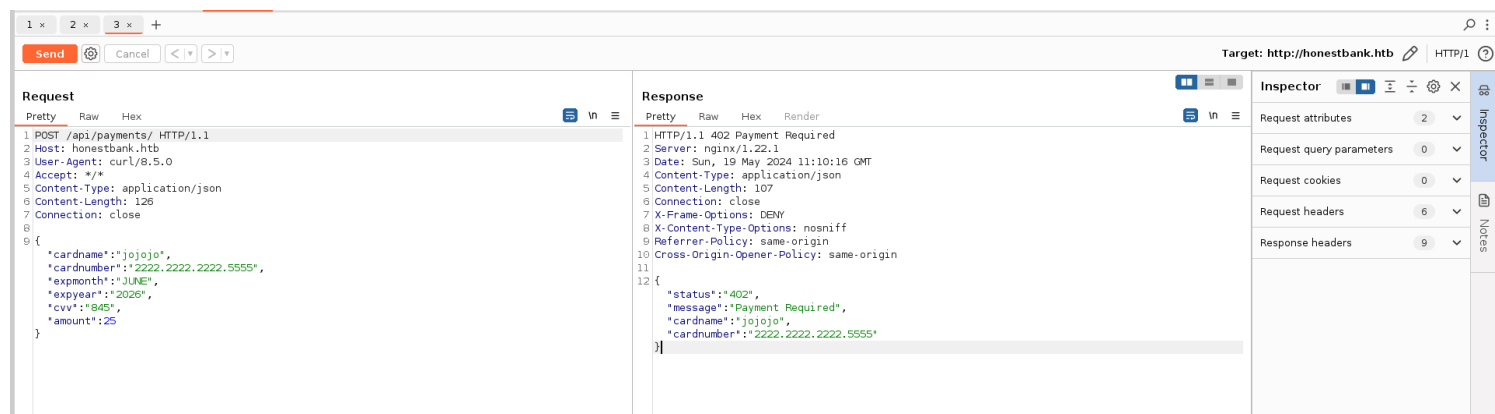 1 × 2 × 3 × +
Send Cancel < > Target: http://honestbank.htb HTTP/1 ?
Request
Pretty Raw Hex \n
1 POST /api/payments/ HTTP/1.1
2 Host: honestbank.htb
3 User-Agent: curl/8.5.0
4 Accept: */*
5 Content-Type: application/json
6 Content-Length: 126
7 Connection: close
8
9 {
"cardname":"jojojo",
"cardnumber":"2222.2222.2222.5555",
"expmonth":"JUNE",
"expyear":"2026",
"cvv":"845",
"amount":25
}
Response
Pretty Raw Hex Render \n
1 HTTP/1.1 402 Payment Required
2 Server: nginx/1.22.1
3 Date: Sun, 19 May 2024 11:10:16 GMT
4 Content-Type: application/json
5 Content-Length: 107
6 Connection: close
7 X-Frame-Options: DENY
8 X-Content-Type-Options: nosniff
9 Referrer-Policy: same-origin
10 Cross-Origin-Opener-Policy: same-origin
11
12 {
"status":"402",
"message":"Payment Required",
"cardname":"jojojo",
"cardnumber":"2222.2222.2222.5555"
}
Inspector
Request attributes 2
Request query parameters 0
Request cookies 0
Request headers 6
Response headers 9
Inspector
Notes